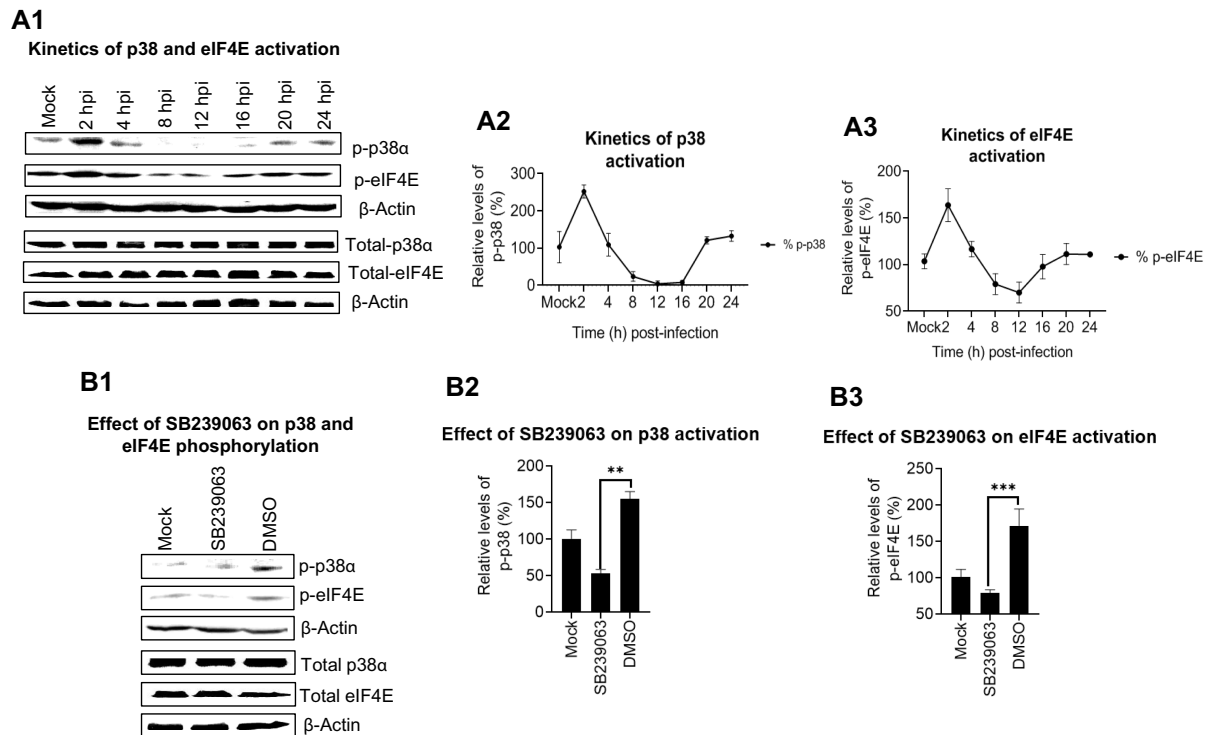 A1
Kinetics of p38 and eIF4E activation
Mock
2 hpi
4 hpi
8 hpi
12 hpi
16 hpi
20 hpi
24 hpi
p-p38α
p-eIF4E
β-Actin
Total-p38α
Total-eIF4E
β-Actin
A2
Kinetics of p38
activation
Relative levels of
p-p38 (%)
300
200
100
0
Mock 2 4 8 12 16 20 24
Time (h) post-infection
% p-p38
A3
Kinetics of eIF4E
activation
Relative levels of
p-eIF4E (%)
200
150
100
50
Mock 2 4 8 12 16 20 24
Time (h) post-infection
% p-eIF4E
B1
Effect of SB239063 on p38 and
eIF4E phosphorylation
Mock
SB239063
DMSO
p-p38α
p-eIF4E
β-Actin
Total p38α
Total eIF4E
β-Actin
B2
Effect of SB239063 on p38 activation
Relative levels of
p-p38 (%)
200
150
100
50
0
**
Mock
SB239063
DMSO
B3
Effect of SB239063 on eIF4E activation
Relative levels of
p-eIF4E (%)
250
200
150
100
50
***
Mock
SB239063
DMSO